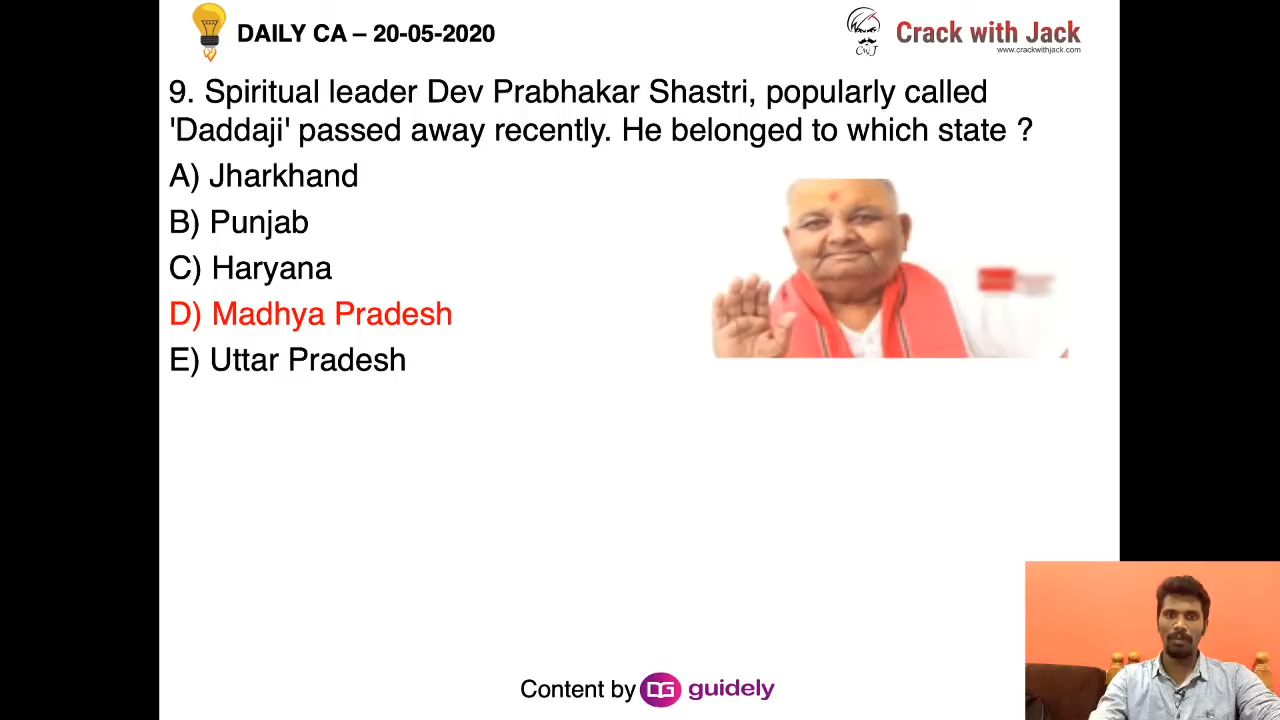 DAILY CA – 20-05-2020
Crack with Jack
CwJ
www.crackwithjack.com
9. Spiritual leader Dev Prabhakar Shastri, popularly called
'Daddaji' passed away recently. He belonged to which state ?
A) Jharkhand
B) Punjab
C) Haryana
D) Madhya Pradesh
E) Uttar Pradesh
Content by DG guidely